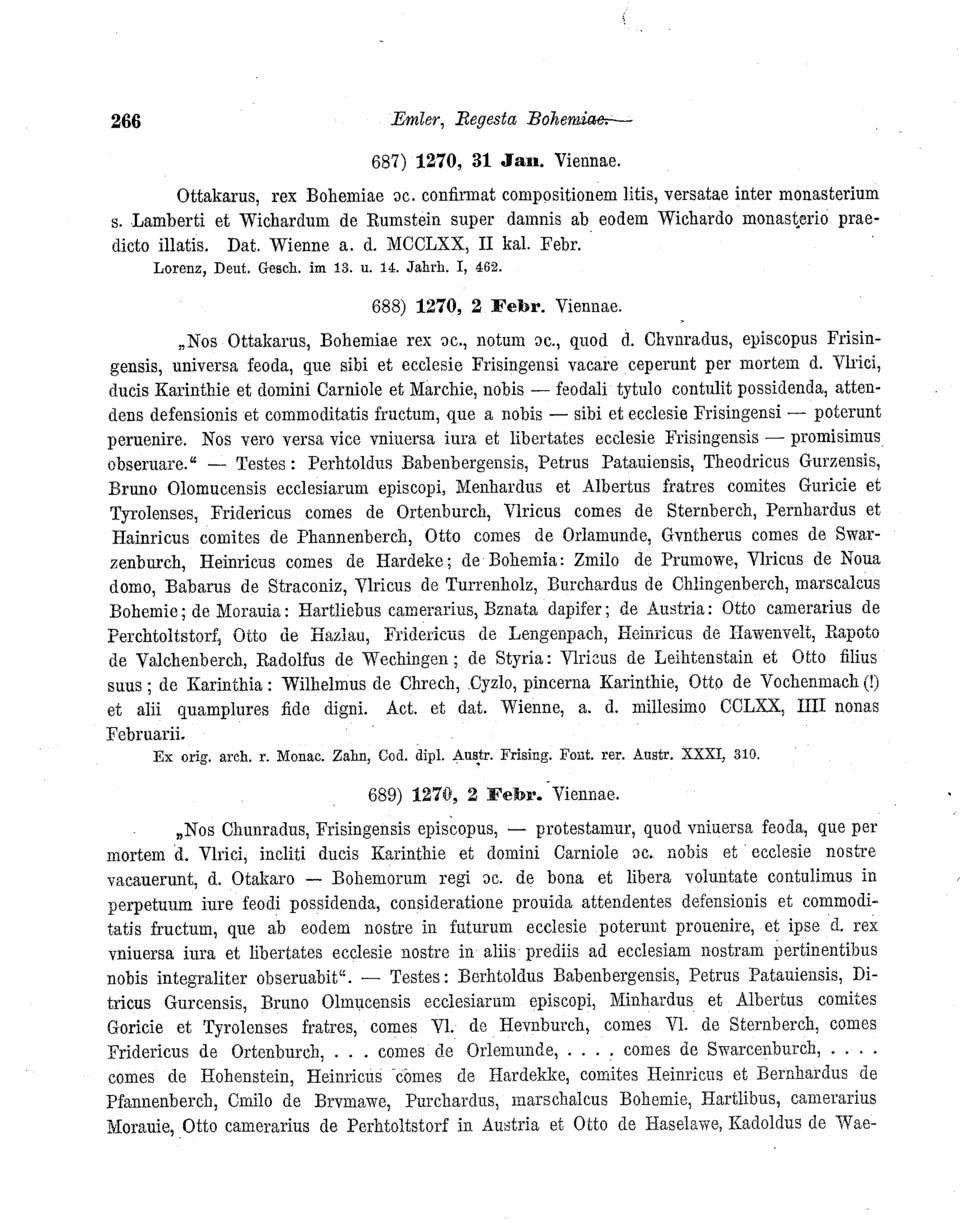 266 Emler, Regesta Bohemiae.
687) 1270, 31 Jan. Viennae.
Ottakarus, rex Bohemiae ɔc. confirmat compositionem litis, versatae inter monasterium
s. Lamberti et Wichardum de Rumstein super damnis ab eodem Wichardo monasterio prae-
dicto illatis. Dat. Wienne a. d. MCCLXX, II kal. Febr.
Lorenz, Deut. Gesch. im 13. u. 14. Jahrh. I, 462.
688) 1270, 2 Febr. Viennae.
„Nos Ottakarus, Bohemiae rex ɔc., notum ɔc., quod d. Chvnradus, episcopus Frisin-
gensis, universa feoda, que sibi et ecclesie Frisingensi vacare ceperunt per mortem d. Vlrici,
ducis Karinthie et domini Carniole et Marchie, nobis — feodali tytulo contulit possidenda, atten-
dens defensionis et commoditatis fructum, que a nobis — sibi et ecclesie Frisingensi — poterunt
peruenire. Nos vero versa vice vniuersa iura et libertates ecclesie Frisingensis — promisimus
obseruare.“ — Testes: Perhtoldus Babenbergensis, Petrus Patauiensis, Theodricus Gurzensis,
Bruno Olomucensis ecclesiarum episcopi, Menhardus et Albertus fratres comites Guricie et
Tyrolenses, Fridericus comes de Ortenburch, Vlricus comes de Sternberch, Pernhardus et
Hainricus comites de Phannenberch, Otto comes de Orlamunde, Gvntherus comes de Swar-
zenburch, Heinricus comes de Hardeke; de Bohemia: Zmilo de Prumowe, Vlricus de Noua
domo, Babarus de Straconiz, Vlricus de Turrenholz, Burchardus de Chlingenberch, marscalcus
Bohemie; de Morauia: Hartliebus camerarius, Bznata dapifer; de Austria: Otto camerarius de
Perchtoltstorf, Otto de Hazlau, Fridericus de Lengenpach, Heinricus de Hawenvelt, Rapoto
de Valchenberch, Radolfus de Wechingen; de Styria: Vlricus de Leihtenstain et Otto filius
suus; de Karinthia: Wilhelmus de Chrech, Cyzlo, pincerna Karinthie, Otto de Vochenmach (!)
et alii quamplures fide digni. Act. et dat. Wienne, a. d. millesimo CCLXX, IIII nonas
Februarii.
Ex orig. arch. r. Monac. Zahn, Cod. dipl. Austr. Frising. Font. rer. Austr. XXXI, 310.
689) 1270, 2 Febr. Viennae.
„Nos Chunradus, Frisingensis episcopus, — protestamur, quod vniuersa feoda, que per
mortem d. Vlrici, incliti ducis Karinthie et domini Carniole ɔc. nobis et ecclesie nostre
vacauerunt, d. Otakaro — Bohemorum regi ɔc. de bona et libera voluntate contulimus in
perpetuum iure feodi possidenda, consideratione prouida attendentes defensionis et commodi-
tatis fructum, que ab eodem nostre in futurum ecclesie poterunt prouenire, et ipse d. rex
vniuersa iura et libertates ecclesie nostre in aliis prediis ad ecclesiam nostram pertinentibus
nobis integraliter obseruabit“. — Testes: Berhtoldus Babenbergensis, Petrus Patauiensis, Di-
tricus Gurcensis, Bruno Olmucensis ecclesiarum episcopi, Minhardus et Albertus comites
Goricie et Tyrolenses fratres, comes Vl. de Hevnburch, comes Vl. de Sternberch, comes
Fridericus de Ortenburch, . . . comes de Orlemunde, . . . . comes de Swarcenburch, . . . .
comes de Hohenstein, Heinricus comes de Hardekke, comites Heinricus et Bernhardus de
Pfannenberch, Cmilo de Brvmawe, Purchardus, marschalcus Bohemie, Hartlibus, camerarius
Morauie, Otto camerarius de Perhtoltstorf in Austria et Otto de Haselawe, Kadoldus de Wae-